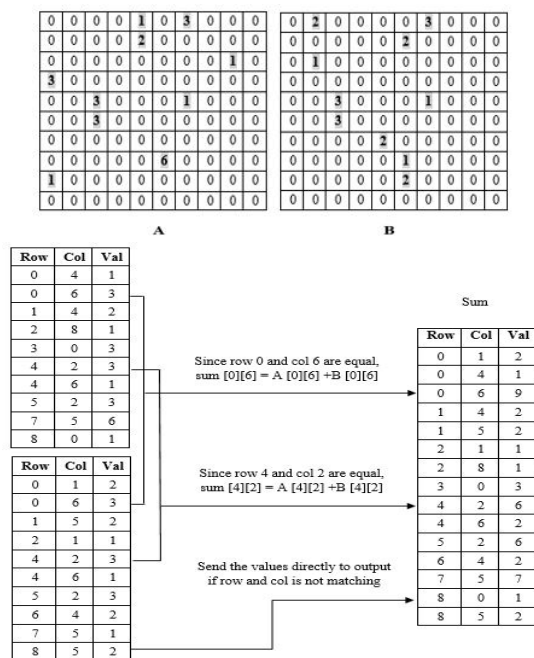 0 0 0 0 1 0 3 0 0 0
0 0 0 0 2 0 0 0 0 0
0 0 0 0 0 0 0 0 1 0
3 0 0 0 0 0 0 0 0 0
0 0 3 0 0 0 1 0 0 0
0 0 3 0 0 0 0 0 0 0
0 0 0 0 0 0 0 0 0 0
0 0 0 0 0 6 0 0 0 0
1 0 0 0 0 0 0 0 0 0
0 0 0 0 0 0 0 0 0 0
A
0 2 0 0 0 0 3 0 0 0
0 0 0 0 0 2 0 0 0 0
0 1 0 0 0 0 0 0 0 0
0 0 0 0 0 0 0 0 0 0
0 0 3 0 0 0 1 0 0 0
0 0 3 0 0 0 0 0 0 0
0 0 0 0 2 0 0 0 0 0
0 0 0 0 0 1 0 0 0 0
0 0 0 0 0 2 0 0 0 0
0 0 0 0 0 0 0 0 0 0
B
Row Col Val
0 4 1
0 6 3
1 4 2
2 8 1
3 0 3
4 2 3
4 6 1
5 2 3
7 5 6
8 0 1
Row Col Val
0 1 2
0 6 3
1 5 2
2 1 1
4 2 3
4 6 1
5 2 3
6 4 2
7 5 1
8 5 2
Since row 0 and col 6 are equal,
sum [0][6] = A [0][6] +B [0][6]
Since row 4 and col 2 are equal,
sum [4][2] = A [4][2] +B [4][2]
Send the values directly to output
if row and col is not matching
Sum
Row Col Val
0 1 2
0 4 1
0 6 9
1 4 2
1 5 2
2 1 1
2 8 1
3 0 3
4 2 6
4 6 2
5 2 6
6 4 2
7 5 7
8 0 1
8 5 2